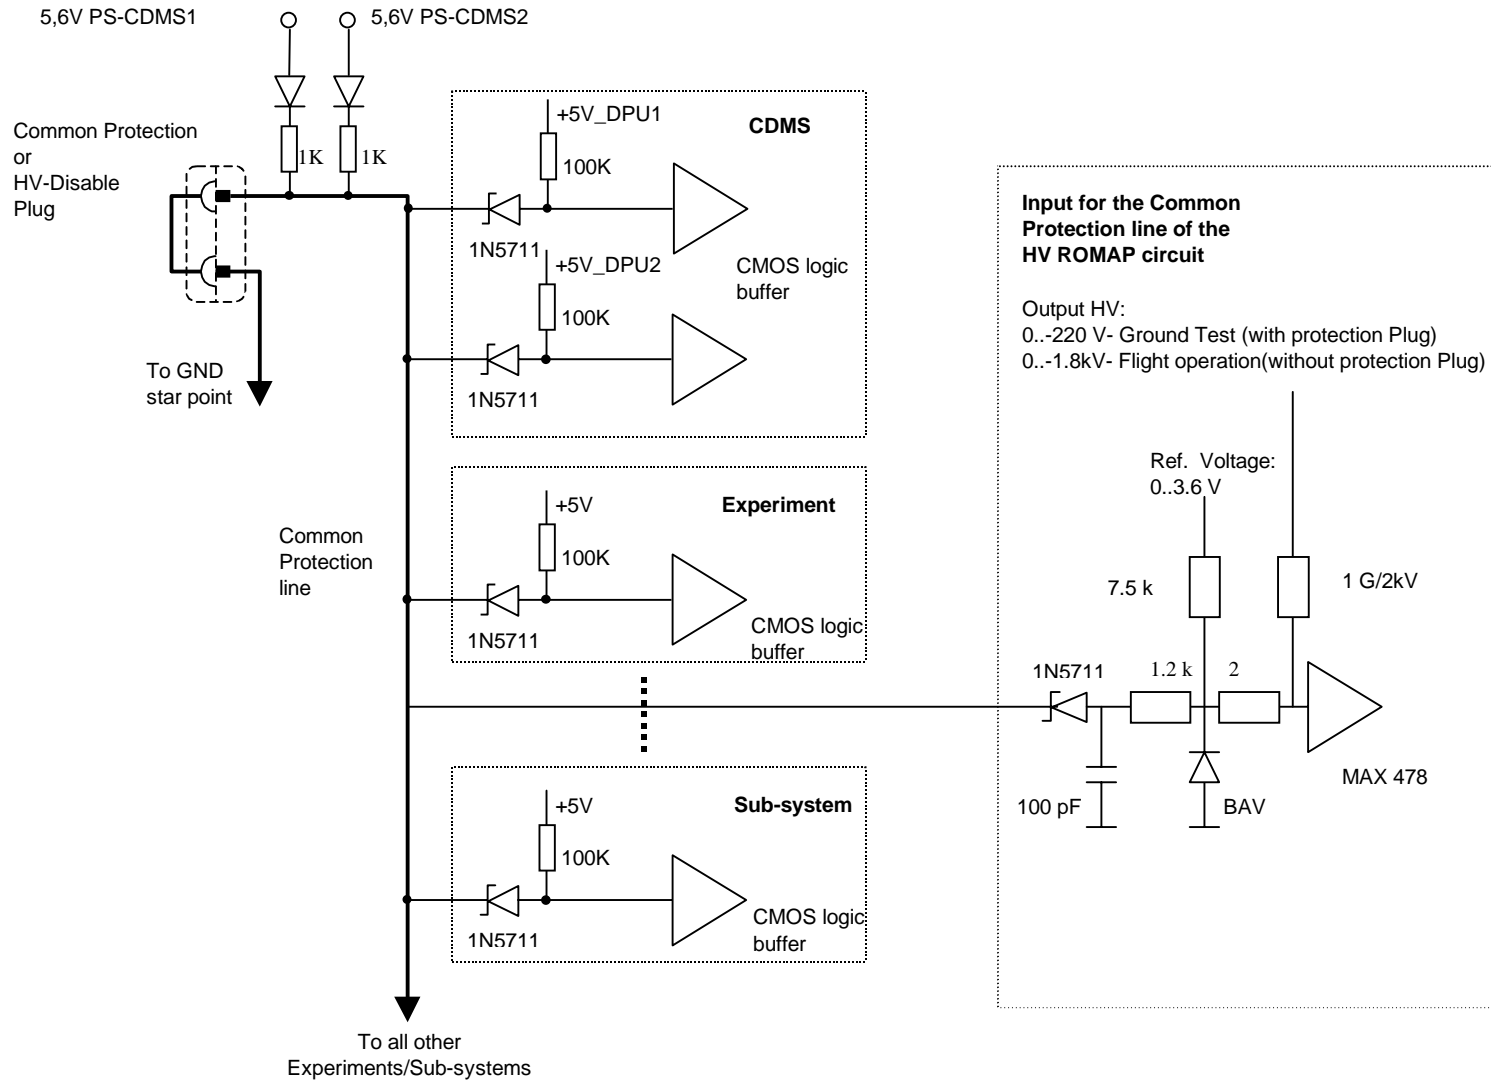 5,6V PS-CDMS1
5,6V PS-CDMS2
Common Protection
or
HV-Disable
Plug
1K
1K
To GND
star point
+5V_DPU1
CDMS
100K
1N5711
+5V_DPU2
CMOS logic
buffer
100K
1N5711
Common
Protection
line
+5V
Experiment
100K
1N5711
CMOS logic
buffer
+5V
Sub-system
100K
1N5711
CMOS logic
buffer
To all other
Experiments/Sub-systems
Input for the Common
Protection line of the
HV ROMAP circuit
Output HV:
0..-220 V- Ground Test (with protection Plug)
0..-1.8kV- Flight operation(without protection Plug)
Ref. Voltage:
0..3.6 V
7.5 k
1 G/2kV
1N5711
1.2 k
2
MAX 478
100 pF
BAV